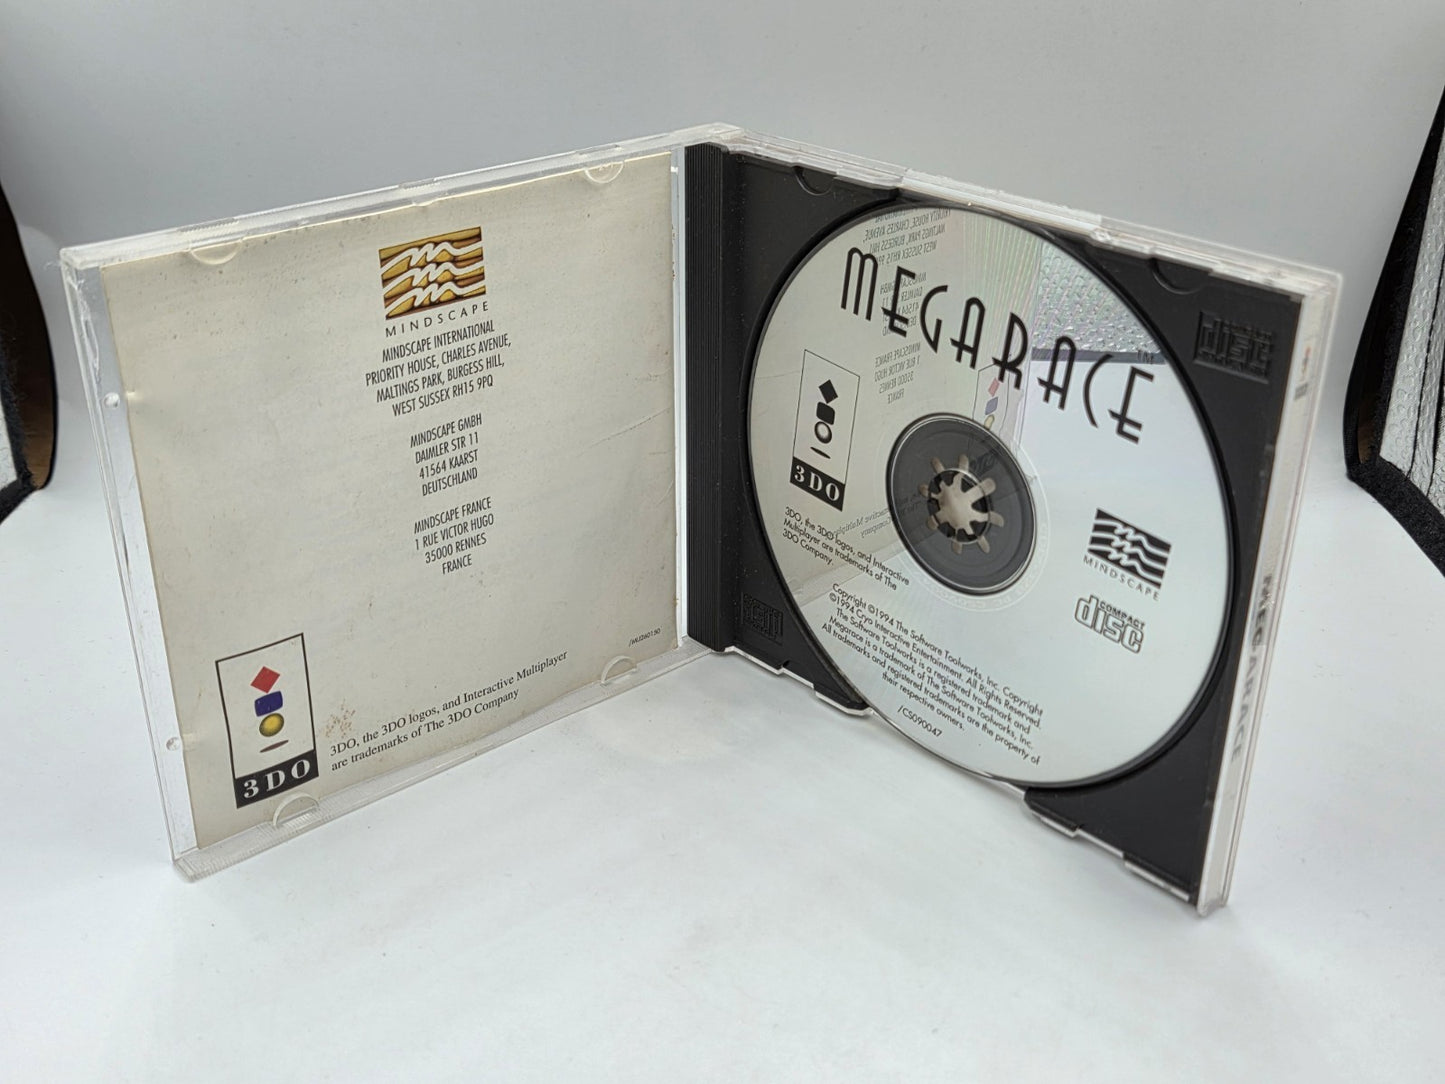 MINDSCAPE
MINDSCAPE INTERNATIONAL
PRIORITY HOUSE, CHARLES AVENUE,
MALTINGS PARK, BURGESS HILL,
WEST SUSSEX RH15 9PQ
MINDSCAPE GMBH
DAIMLER STR 11
41564 KAARST
DEUTSCHLAND
MINDSCAPE FRANCE
1 RUE VICTOR HUGO
35000 RENNES
FRANCE
/MU260150
3DO
3DO, the 3DO logos, and Interactive Multiplayer
are trademarks of The 3DO Company
MEGARACE
TM
3DO
3DO, the 3DO logos, and Interactive
Multiplayer are trademarks of The
3DO Company.
MINDSCAPE
COMPACT
disc
Copyright ©1994 The Software Toolworks, Inc. Copyright
©1994 Cryo Interactive Entertainment. All Rights Reserved.
The Software Toolworks is a registered trademark and
Megarace is a trademark of The Software Toolworks, Inc.
All trademarks and registered trademarks are the property of
their respective owners.
/CS090047
disc
MEGARACE